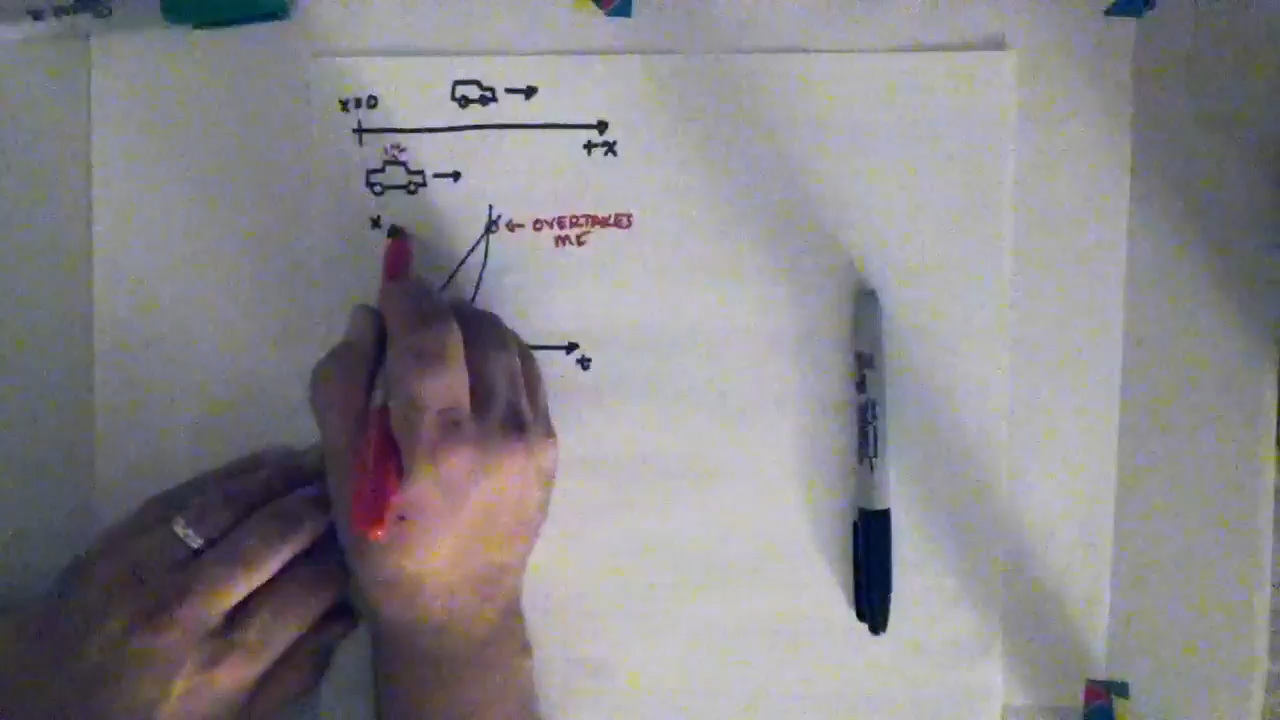 x=0
+x
x
← OVERTAKES
ME
t